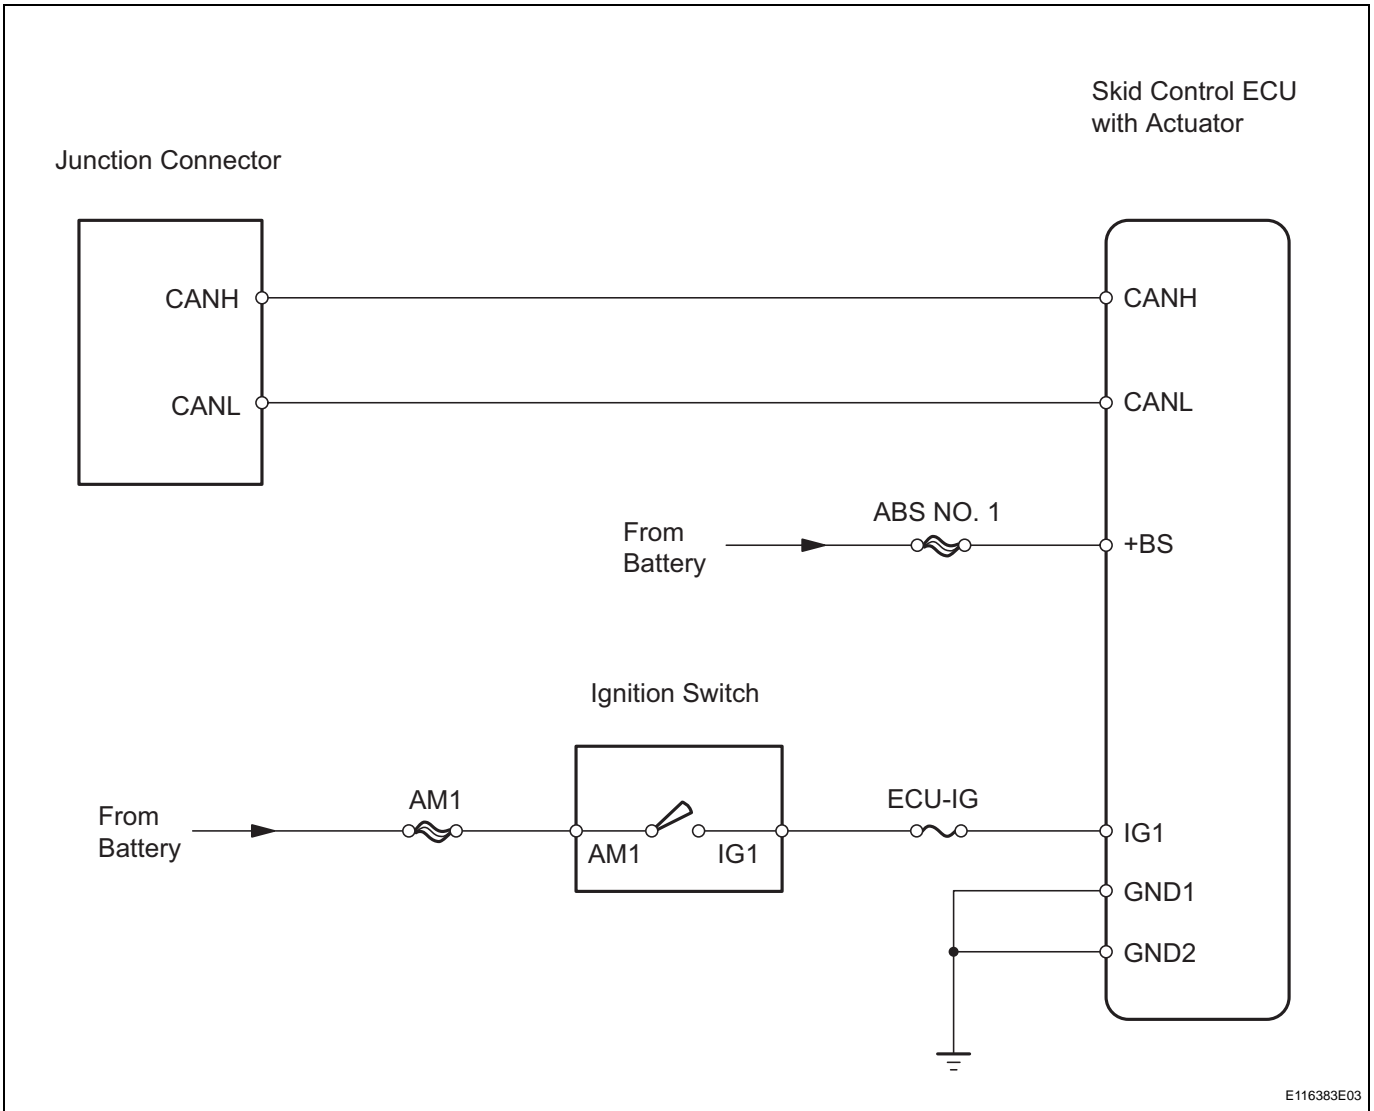 Skid Control ECU
with Actuator
Junction Connector
CANH
CANH
CANL
CANL
ABS NO. 1
From
Battery
+BS
Ignition Switch
AM1
ECU-IG
From
Battery
AM1
IG1
IG1
GND1
GND2
E116383E03